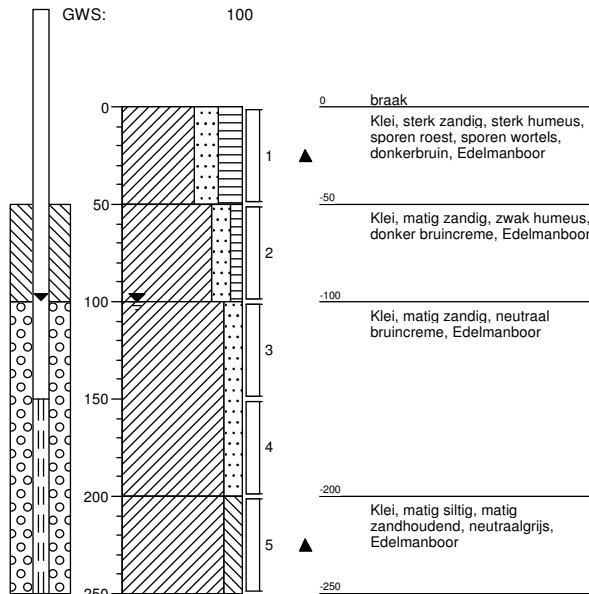 GWS: 100
0
50
100
150
200
250
1
2
3
4
5
0 braak
Klei, sterk zandig, sterk humeus,
sporen roest, sporen wortels,
donkerbruin, Edelmanboor
-50
Klei, matig zandig, zwak humeus,
donker bruincreme, Edelmanboor
-100
Klei, matig zandig, neutraal
bruincreme, Edelmanboor
-200
Klei, matig siltig, matig
zandhoudend, neutraalgrijs,
Edelmanboor
-250